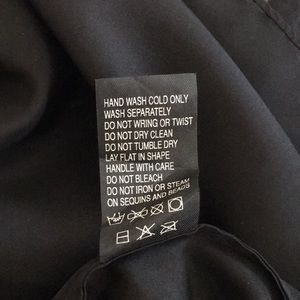 HAND WASH COLD ONLY
WASH SEPARATELY
DO NOT WRING OR TWIST
DO NOT DRY CLEAN
DO NOT TUMBLE DRY
LAY FLAT IN SHAPE
HANDLE WITH CARE
DO NOT BLEACH
DO NOT IRON OR STEAM
ON SEQUINS AND BEADS